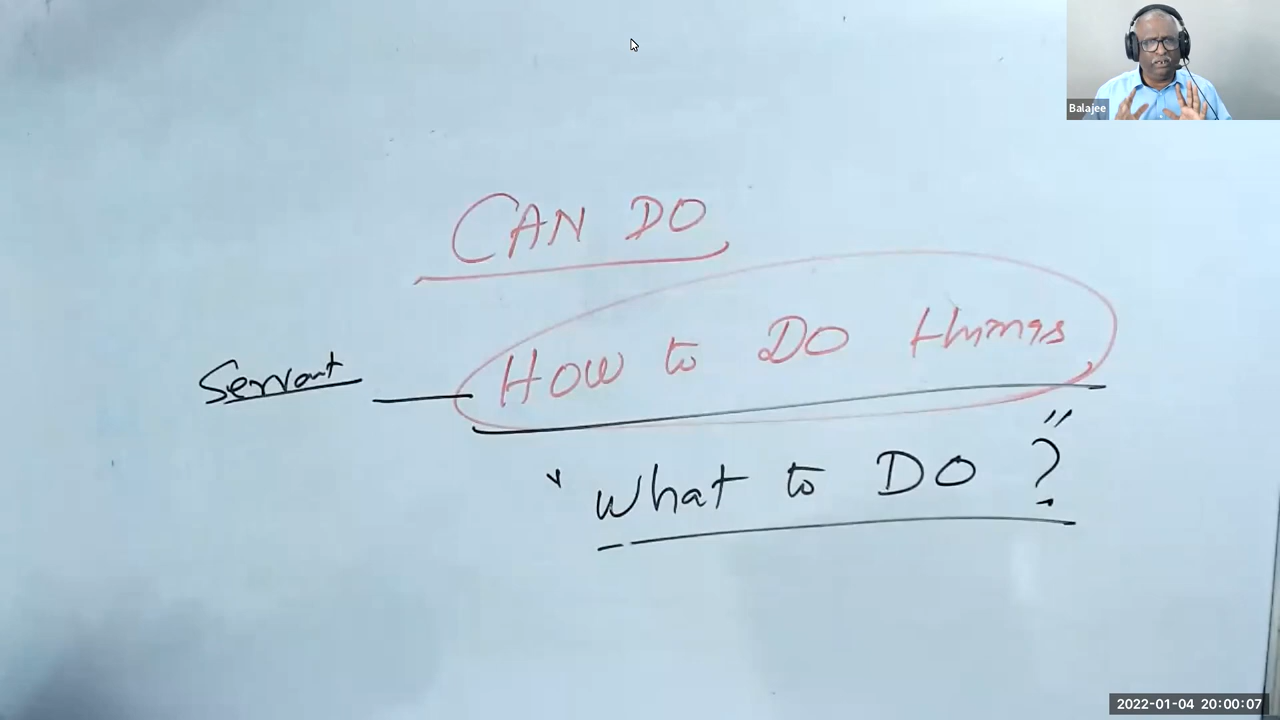 Balajee
CAN DO
HOW to DO things
Servant
"What to DO ?"
2022-01-04 20:00:07